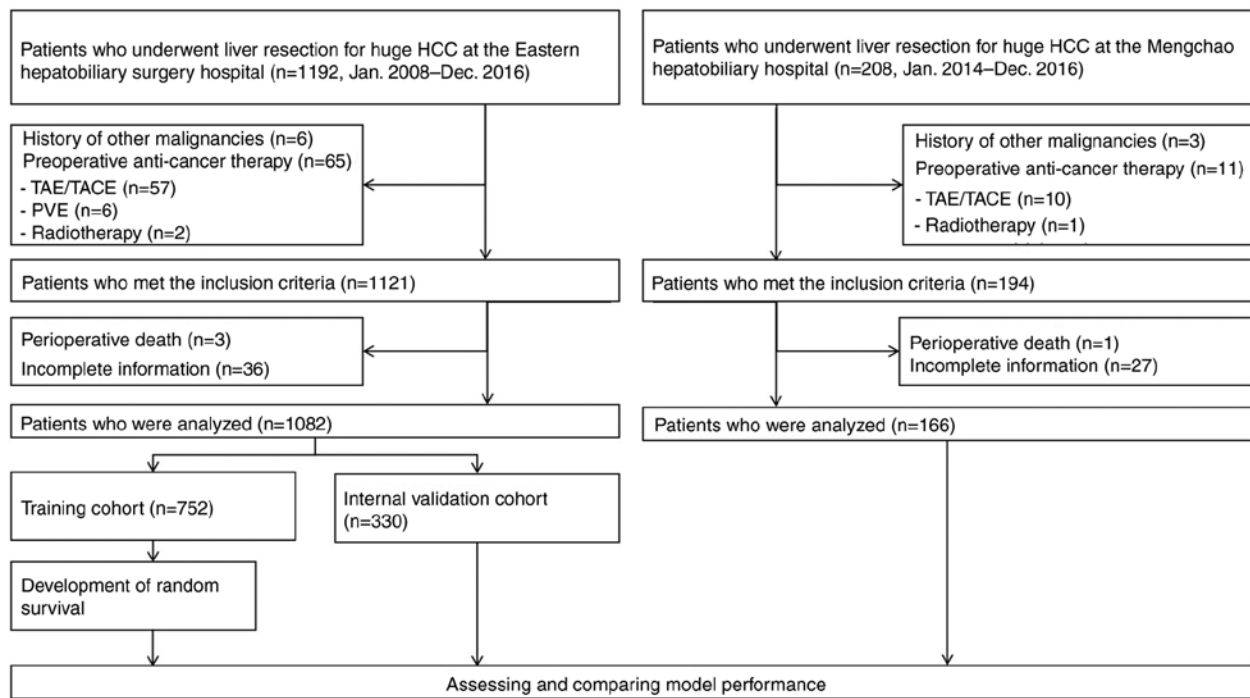 Patients who underwent liver resection for huge HCC at the Eastern
hepatobiliary surgery hospital (n=1192, Jan. 2008–Dec. 2016)
Patients who underwent liver resection for huge HCC at the Mengchao
hepatobiliary hospital (n=208, Jan. 2014–Dec. 2016)
History of other malignancies (n=6)
Preoperative anti-cancer therapy (n=65)
- TAE/TACE (n=57)
- PVE (n=6)
- Radiotherapy (n=2)
History of other malignancies (n=3)
Preoperative anti-cancer therapy (n=11)
- TAE/TACE (n=10)
- Radiotherapy (n=1)
Patients who met the inclusion criteria (n=1121)
Patients who met the inclusion criteria (n=194)
Perioperative death (n=3)
Incomplete information (n=36)
Perioperative death (n=1)
Incomplete information (n=27)
Patients who were analyzed (n=1082)
Patients who were analyzed (n=166)
Training cohort (n=752)
Internal validation cohort
(n=330)
Development of random
survival
Assessing and comparing model performance